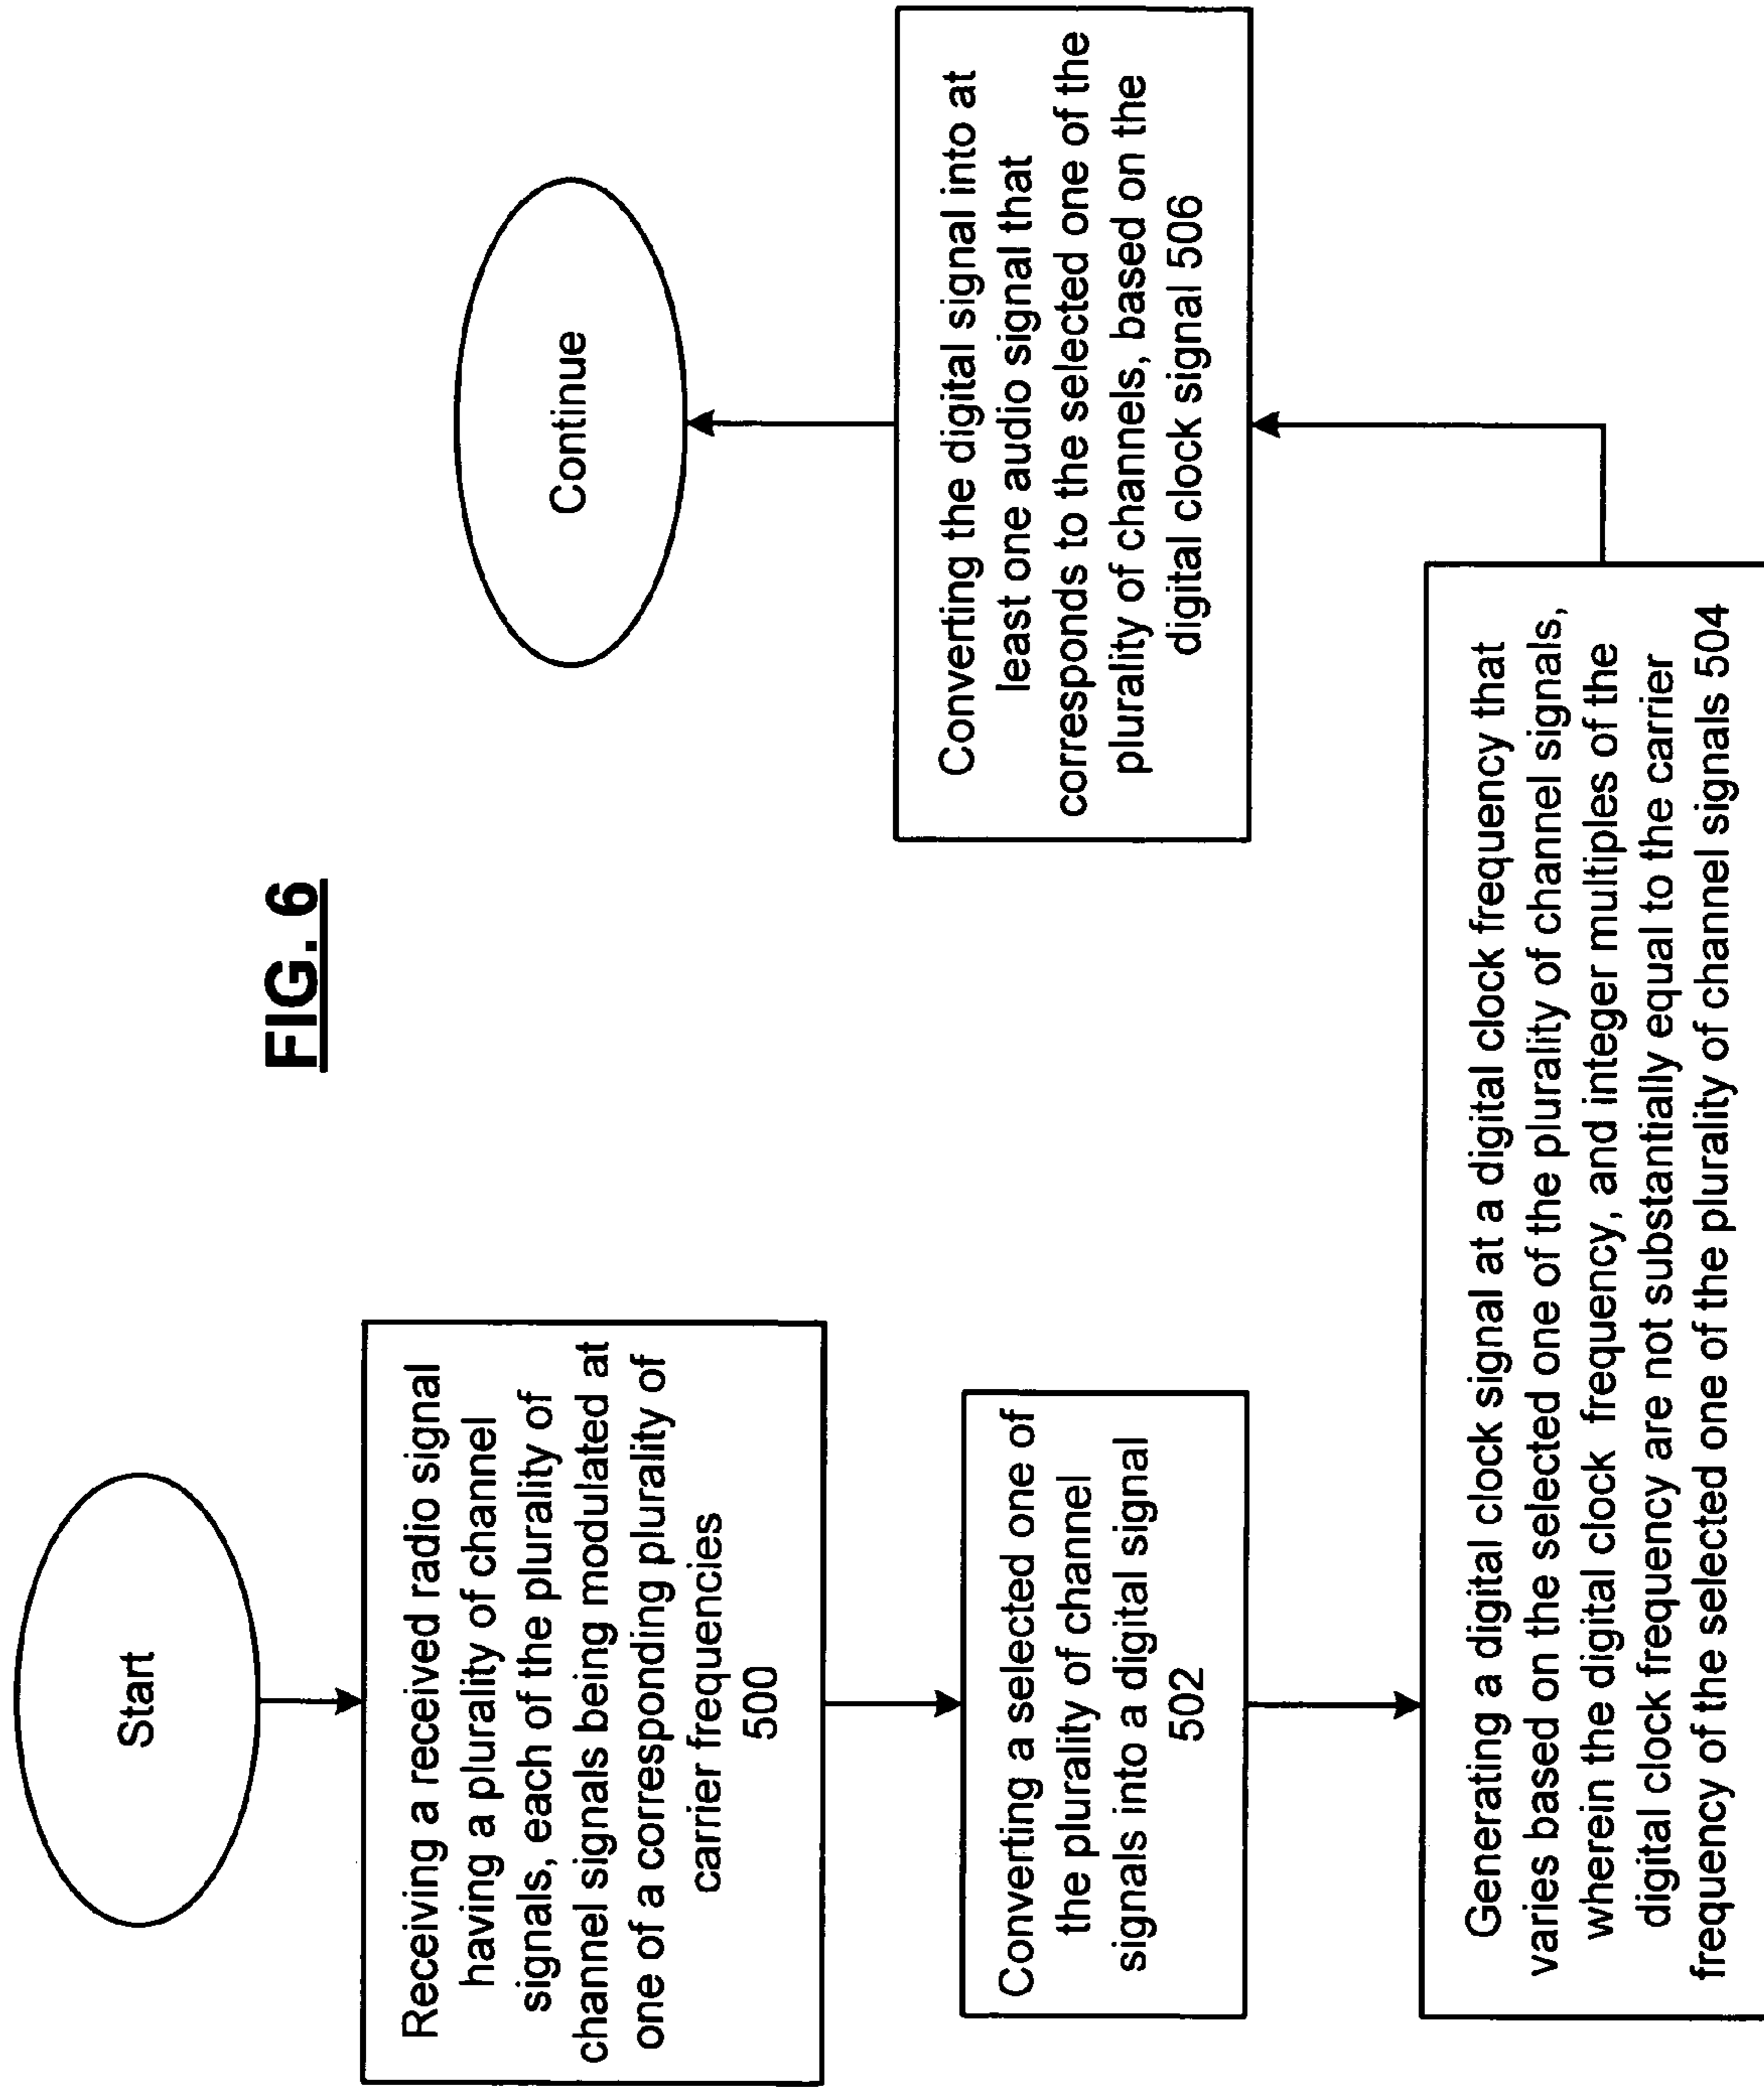 FIG. 6
Start
Receiving a received radio signal
having a plurality of channel
signals, each of the plurality of
channel signals being modulated at
one of a corresponding plurality of
carrier frequencies
500
Converting a selected one of
the plurality of channel
signals into a digital signal
502
Generating a digital clock signal at a digital clock frequency that
varies based on the selected one of the plurality of channel signals,
wherein the digital clock frequency, and integer multiples of the
digital clock frequency are not substantially equal to the carrier
frequency of the selected one of the plurality of channel signals 504
Converting the digital signal into at
least one audio signal that
corresponds to the selected one of the
plurality of channels, based on the
digital clock signal 506
Continue